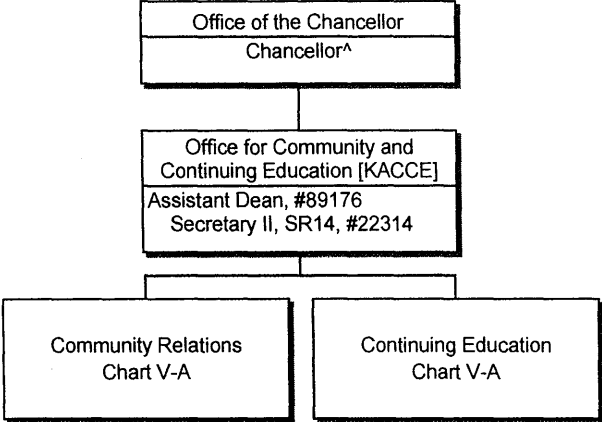 Office of the Chancellor
Chancellor^
Office for Community and
Continuing Education [KACCE]
Assistant Dean, #89176
Secretary II, SR14, #22314
Community Relations
Chart V-A
Continuing Education
Chart V-A